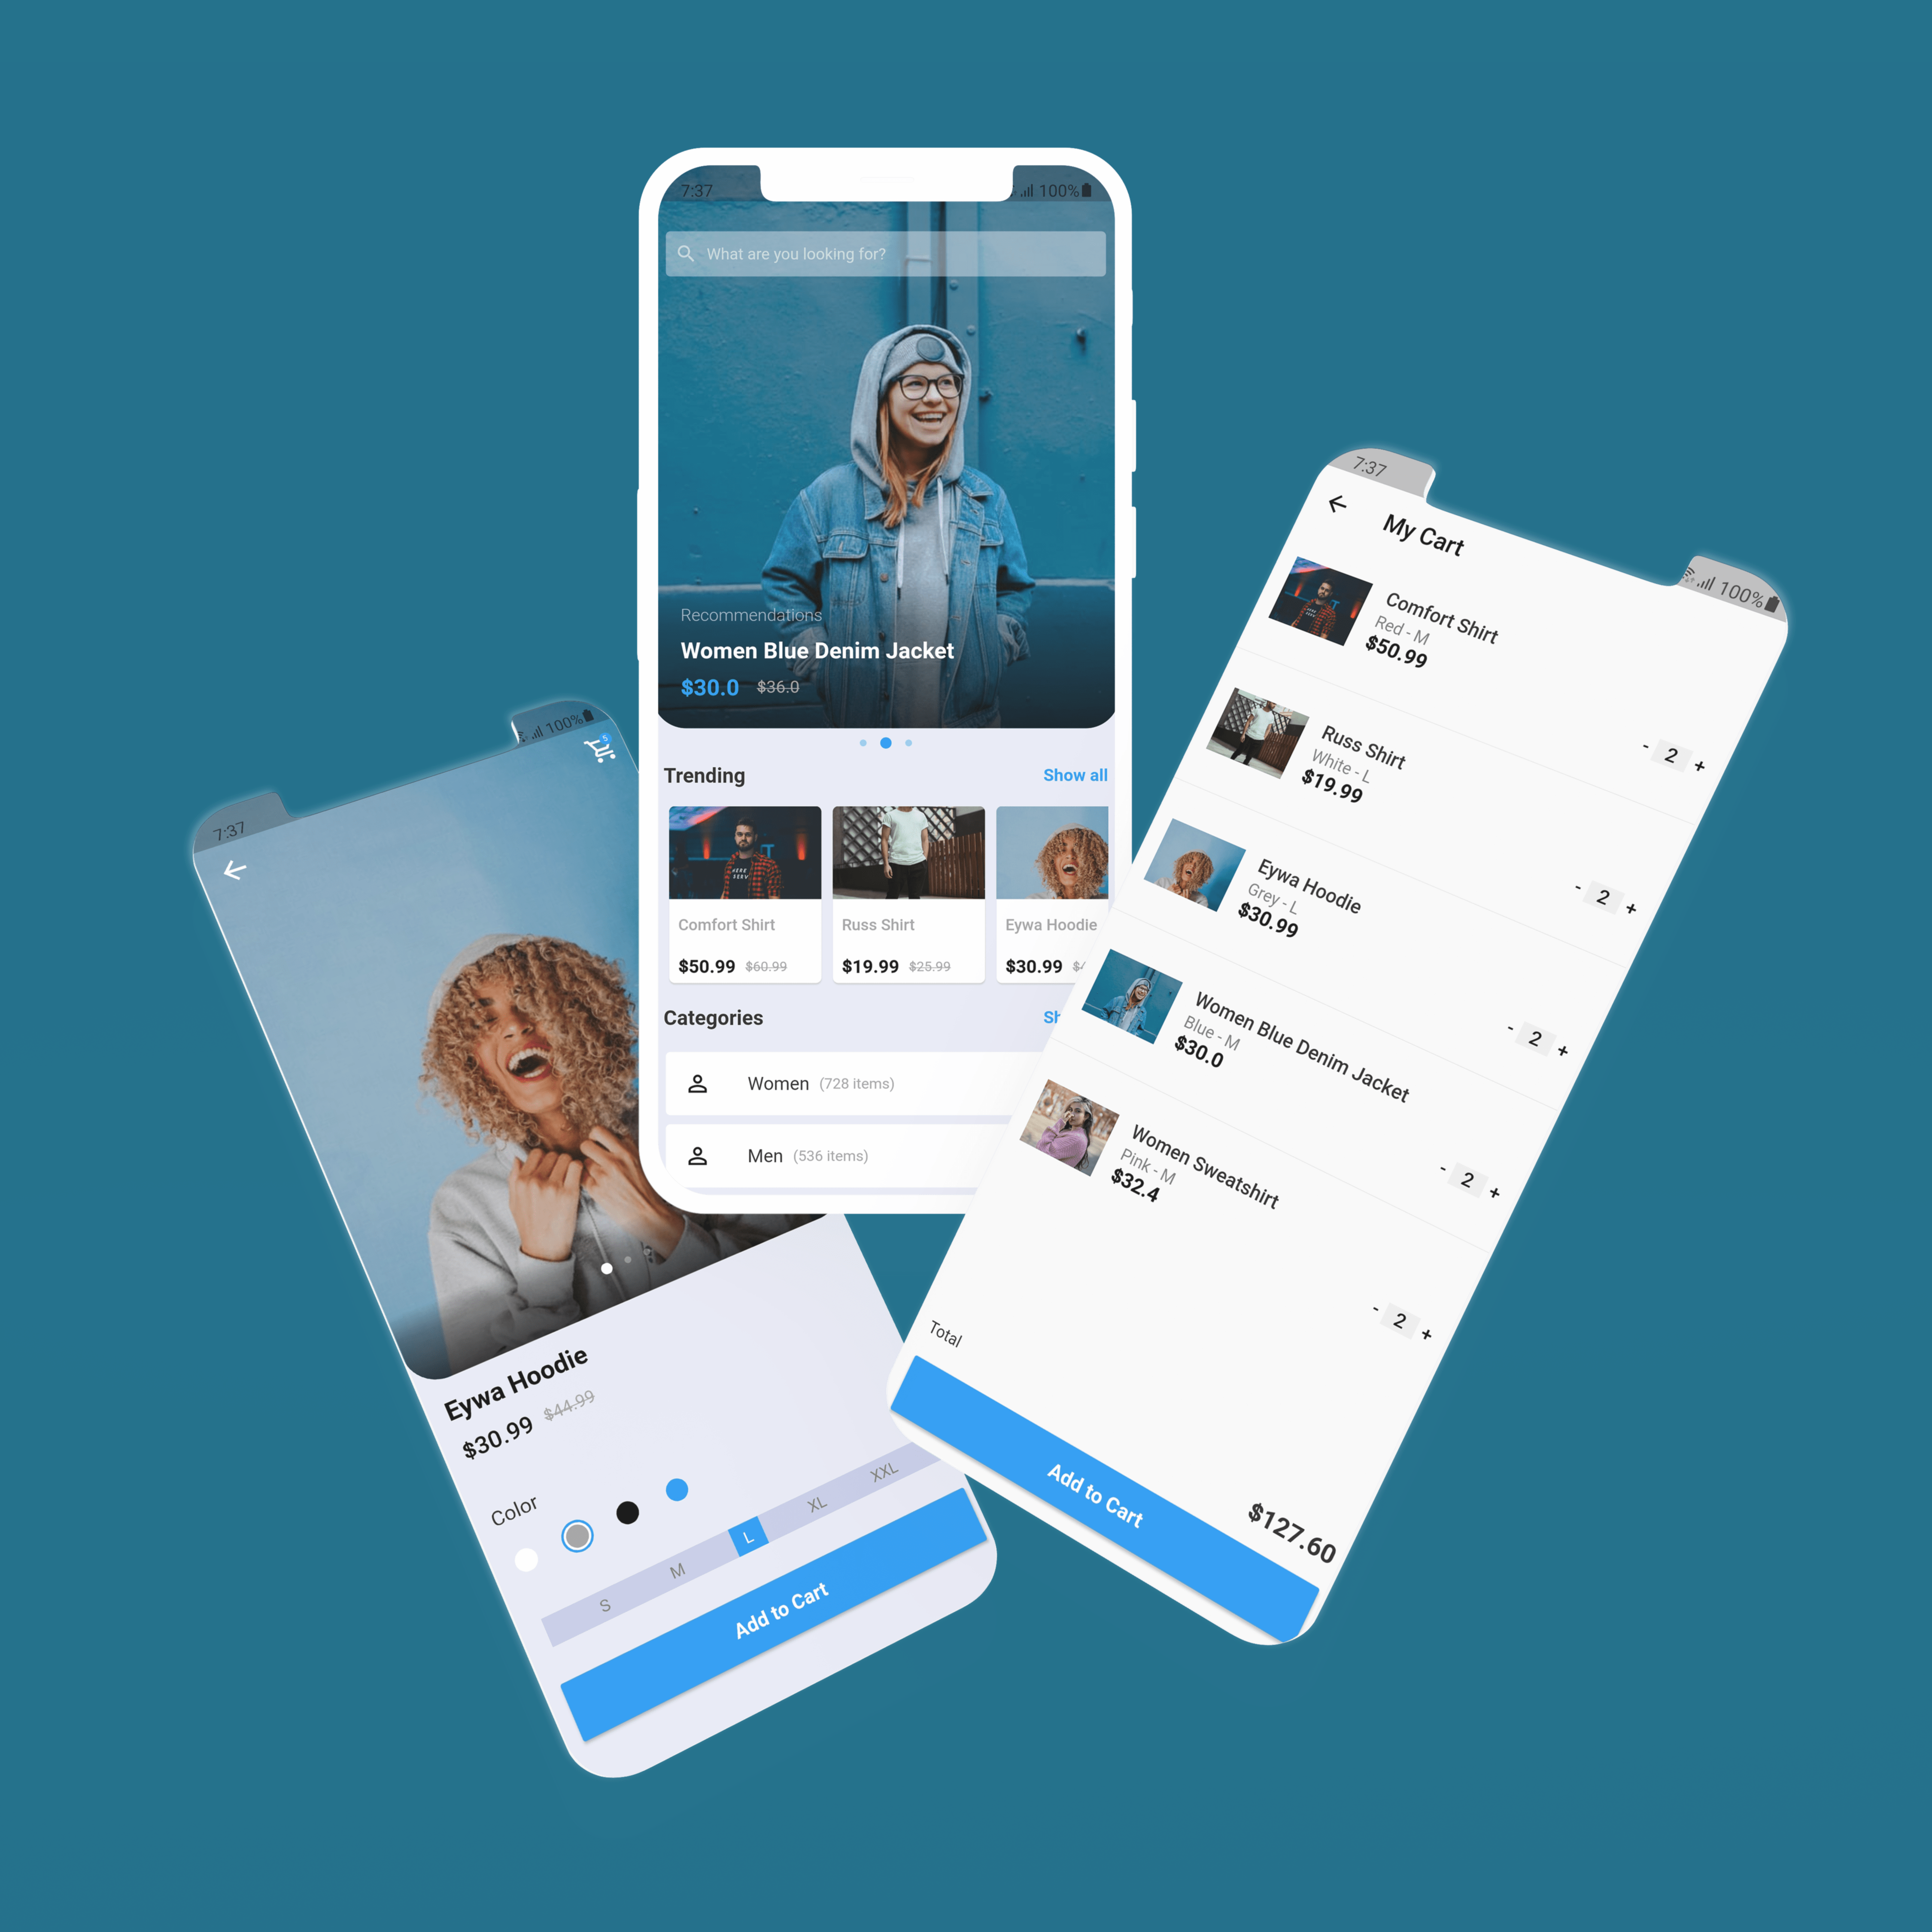 7:37
100%
What are you looking for?
Recommendations
Women Blue Denim Jacket
$30.0 $36.0
Trending Show all
HERE
SERV
Comfort Shirt
$50.99 $60.99
Russ Shirt
$19.99 $25.99
Eywa Hoodie
$30.99
Categories
Women (728 items)
Men (536 items)
7:37
100%
5
Eywa Hoodie
$30.99 $44.99
Color
S M L XL XXL
Add to Cart
7:37
100%
My Cart
Comfort Shirt
Red - M
$50.99
- 2 +
Russ Shirt
White - L
$19.99
- 2 +
Eywa Hoodie
Grey - L
$30.99
- 2 +
Women Blue Denim Jacket
Blue - M
$30.0
- 2 +
Women Sweatshirt
Pink - M
$32.4
- 2 +
Total
$127.60
Add to Cart